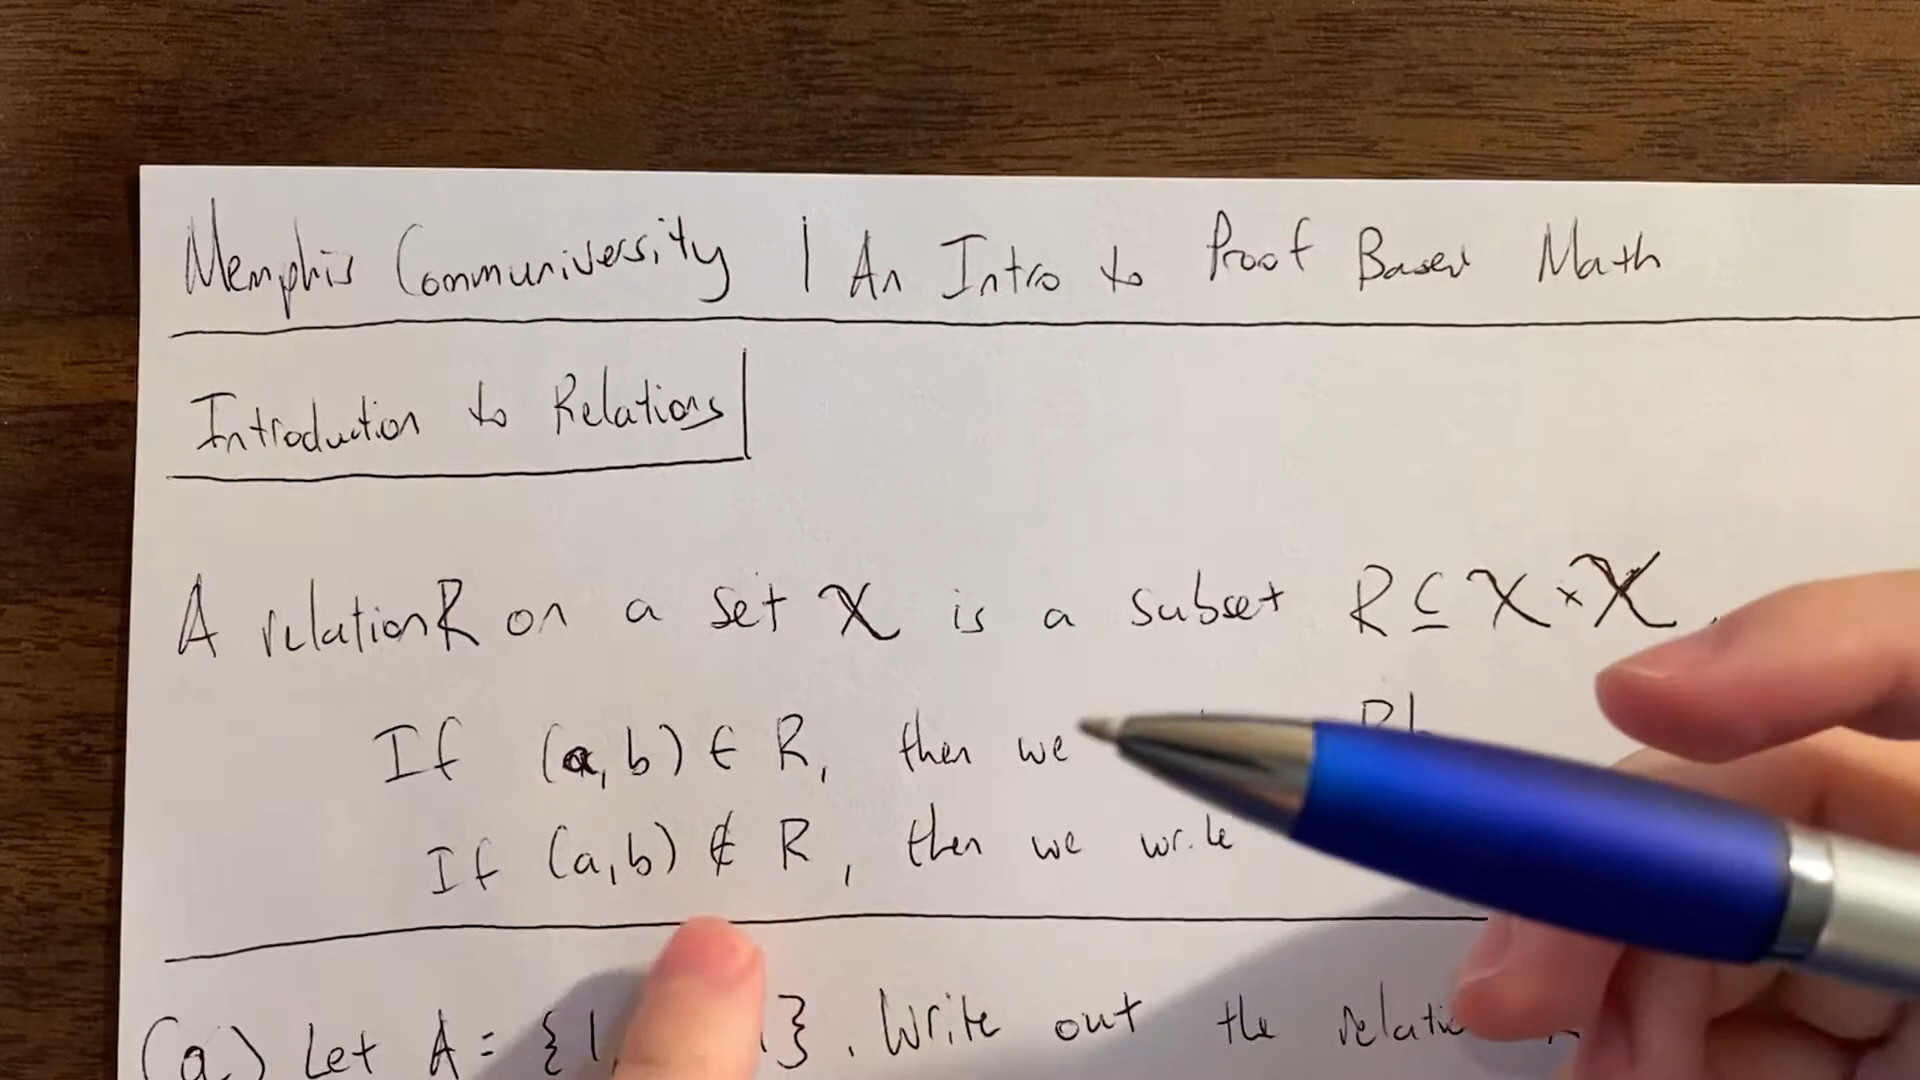 Memphis Communiversity | An Intro to Proof Based Math
Introduction to Relations
A relation R on a set X is a subset R ⊆ X × X.
If (a,b) ∈ R, then we
If (a,b) ∉ R, then we write
(a) Let A = {1, }. Write out the